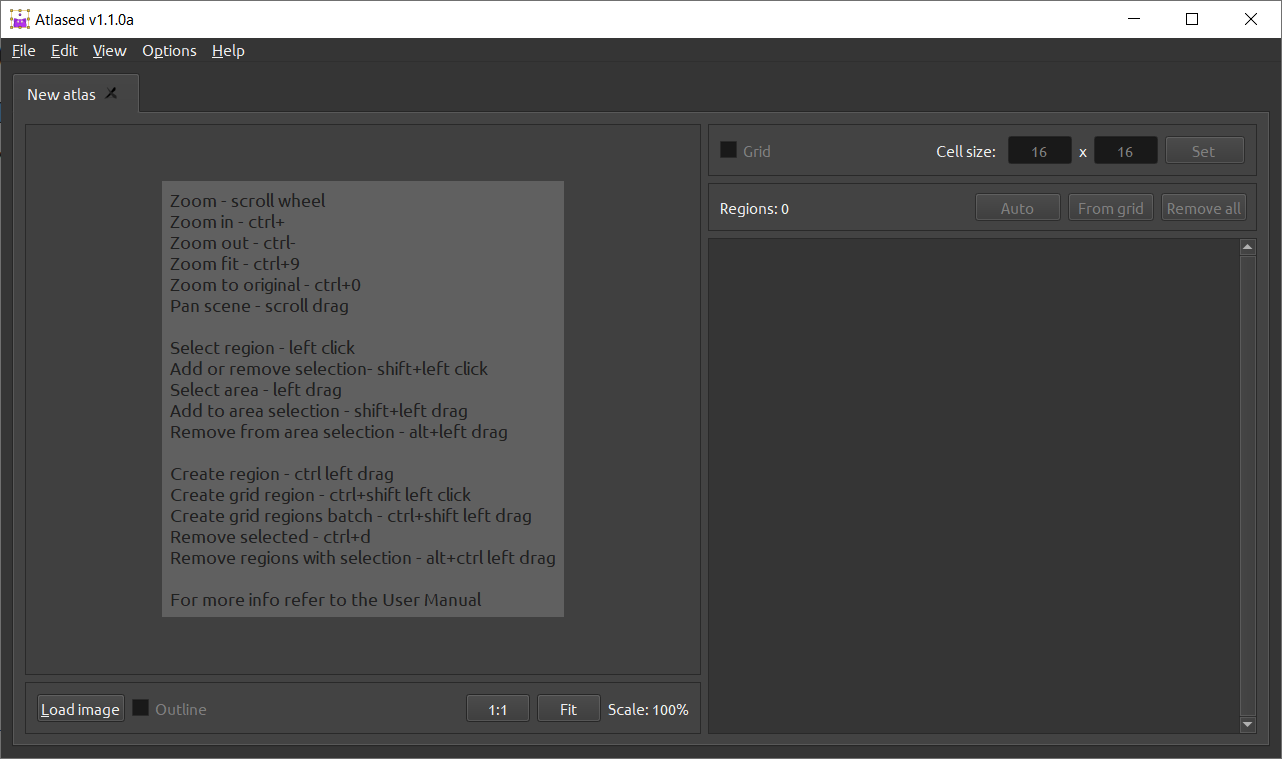 Atlased v1.1.0a
File Edit View Options Help
New atlas
Zoom - scroll wheel
Zoom in - ctrl+
Zoom out - ctrl-
Zoom fit - ctrl+9
Zoom to original - ctrl+0
Pan scene - scroll drag
Select region - left click
Add or remove selection- shift+left click
Select area - left drag
Add to area selection - shift+left drag
Remove from area selection - alt+left drag
Create region - ctrl left drag
Create grid region - ctrl+shift left click
Create grid regions batch - ctrl+shift left drag
Remove selected - ctrl+d
Remove regions with selection - alt+ctrl left drag
For more info refer to the User Manual
Load image Outline 1:1 Fit Scale: 100%
Grid Cell size: 16 x 16 Set
Regions: 0 Auto From grid Remove all